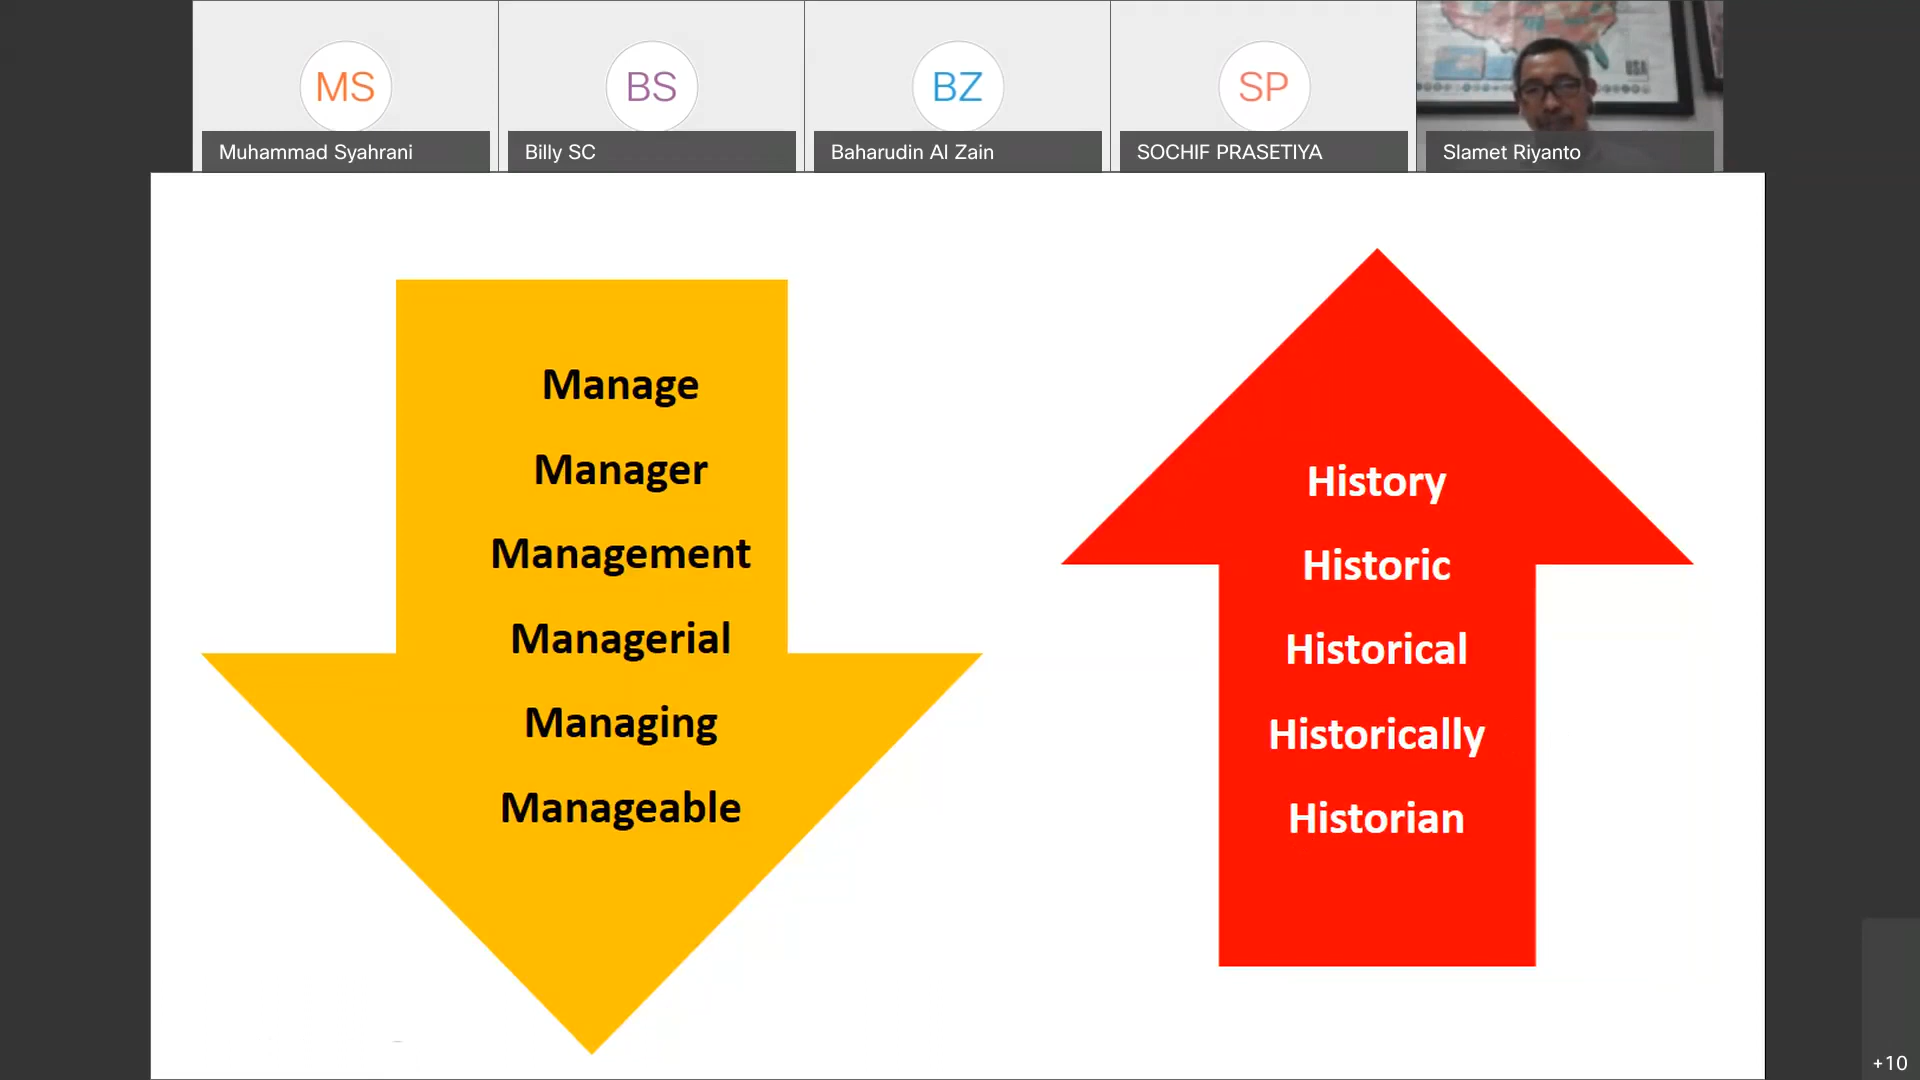 MS
BS
BZ
SP
USA
Muhammad Syahrani
Billy SC
Baharudin Al Zain
SOCHIF PRASETIYA
Slamet Riyanto
Manage
Manager
Management
Managerial
Managing
Manageable
History
Historic
Historical
Historically
Historian
+10